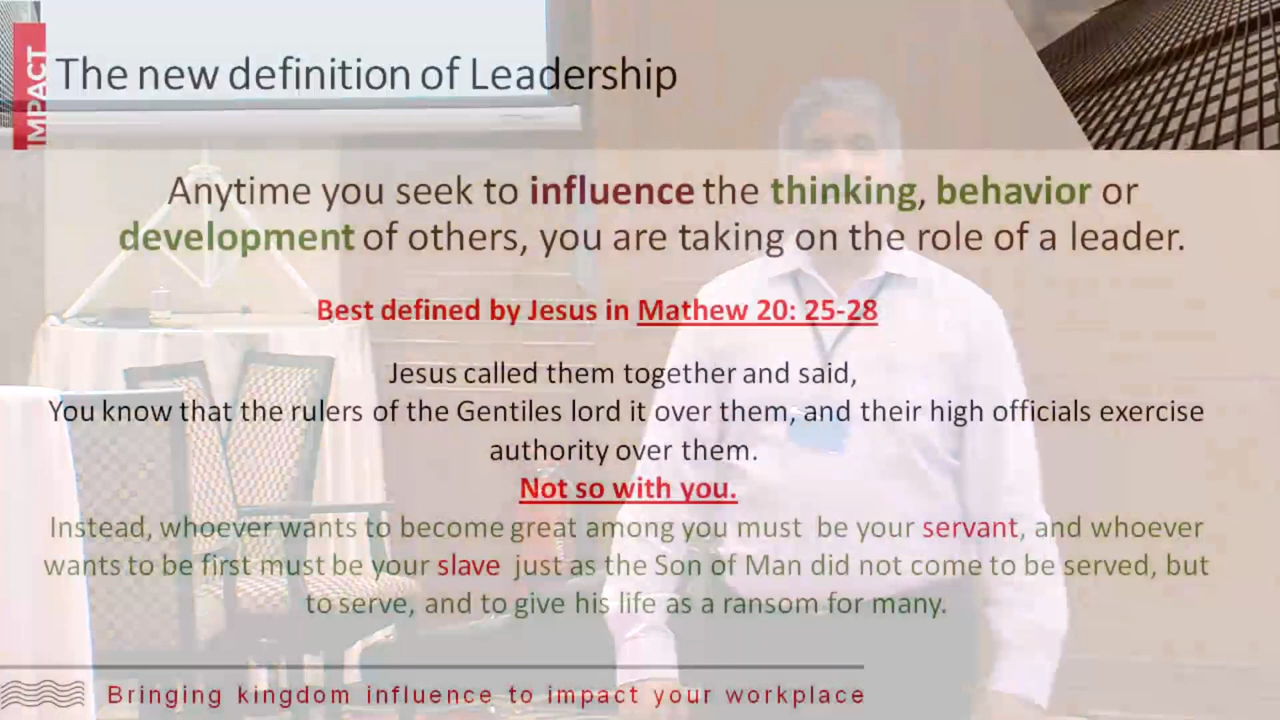 IMPACT
The new definition of Leadership
Anytime you seek to influence the thinking, behavior or
development of others, you are taking on the role of a leader.
Best defined by Jesus in Mathew 20: 25-28
Jesus called them together and said,
You know that the rulers of the Gentiles lord it over them, and their high officials exercise
authority over them.
Not so with you.
Instead, whoever wants to become great among you must be your servant, and whoever
wants to be first must be your slave just as the Son of Man did not come to be served, but
to serve, and to give his life as a ransom for many.
Bringing kingdom influence to impact your workplace